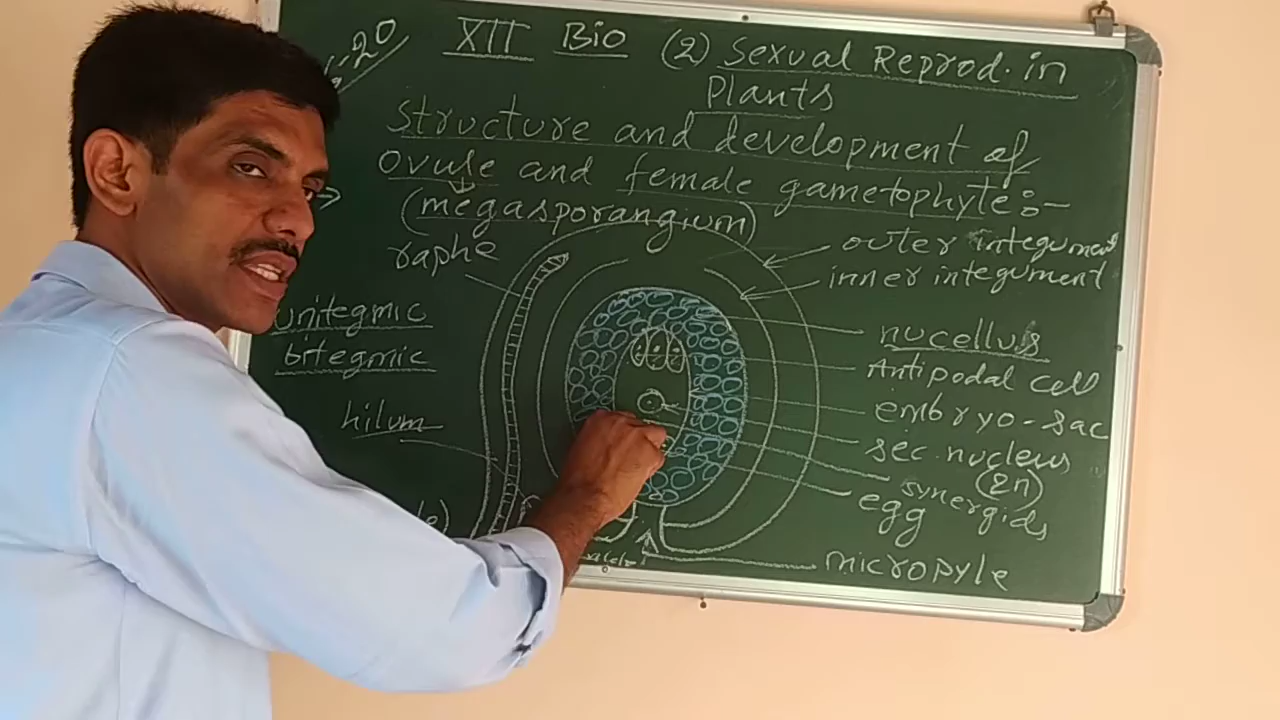 XII Bio (2) Sexual Reprod. in
Plants
Structure and development of
ovule and female gametophyte:-
(megasporangium)
raphe
outer integument
inner integument
unitegmic
bitegmic
nucellus
Antipodal cell
hilum
embryo-sac
sec. nucleus
(2n)
synergids
egg
micropyle